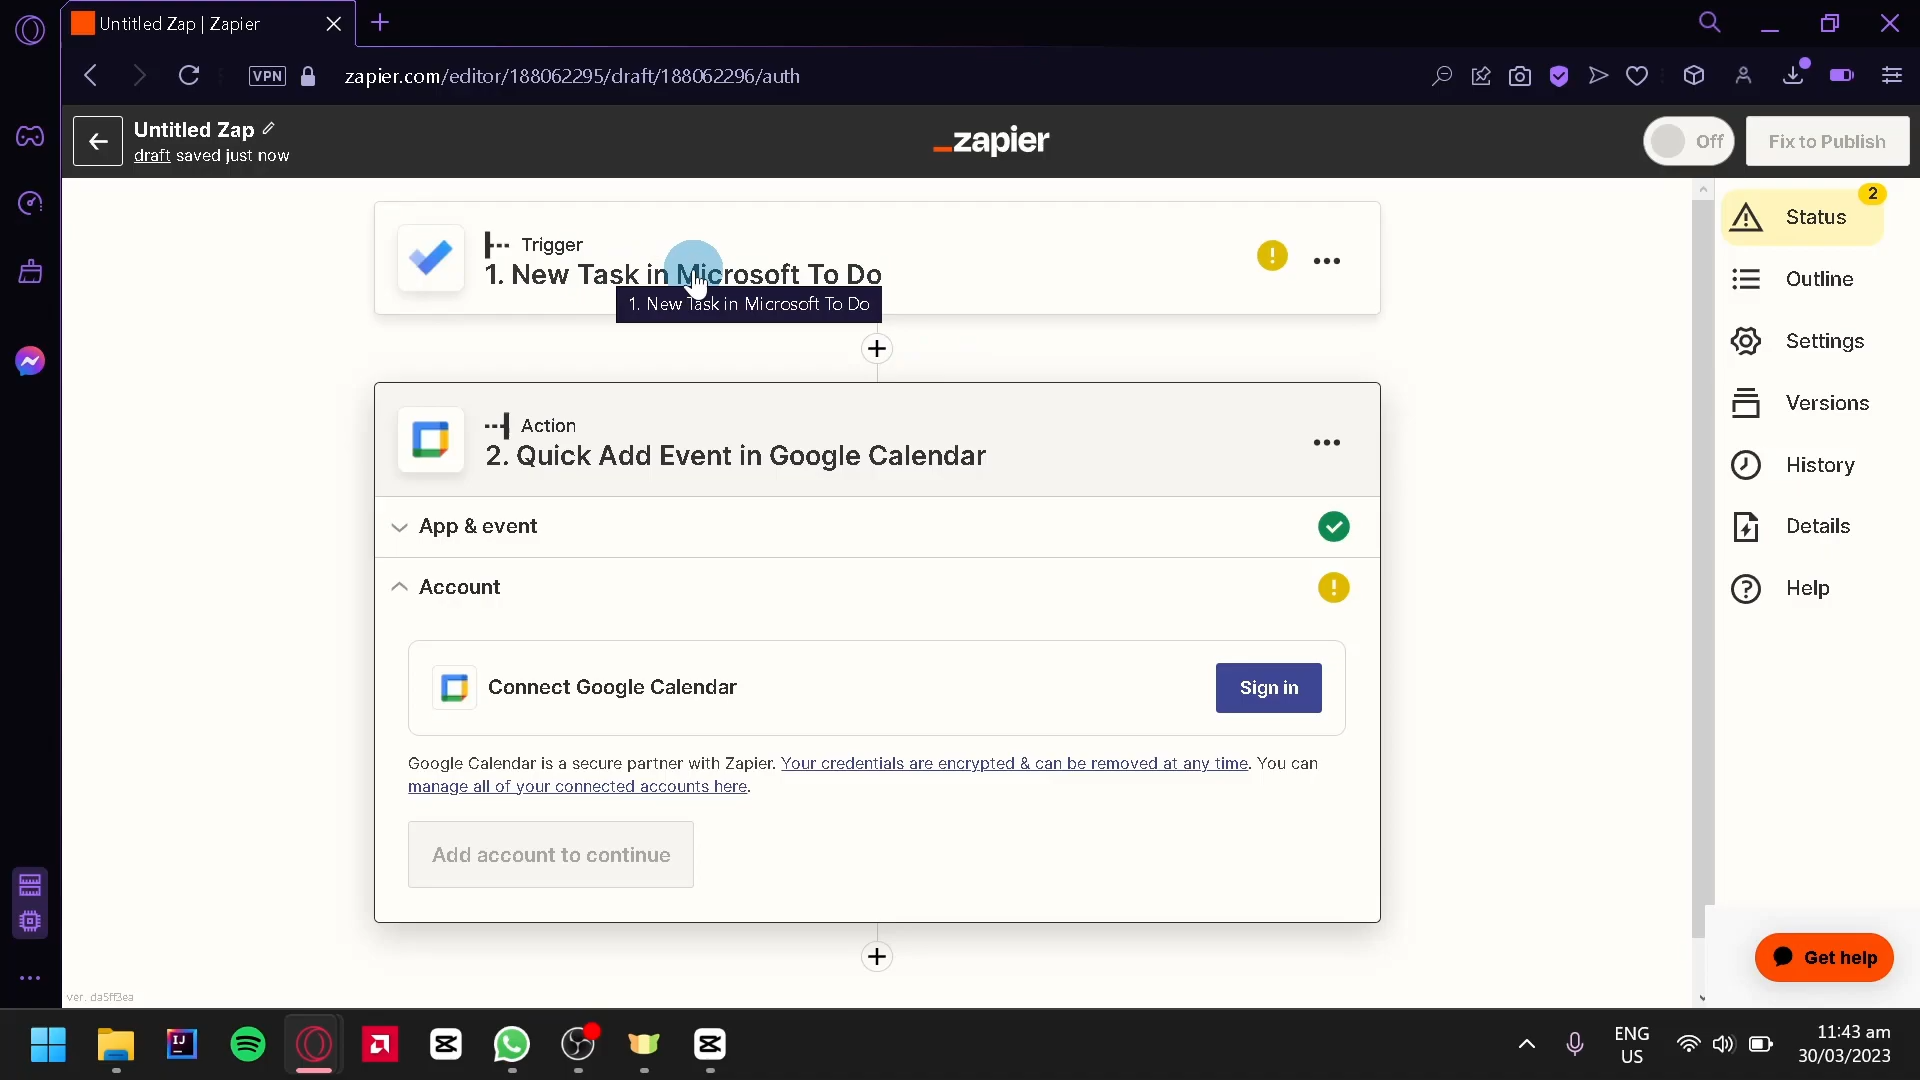 Untitled Zap | Zapier
VPN
zapier.com/editor/188062295/draft/188062296/auth
Untitled Zap
draft saved just now
zapier
Off
Fix to Publish
Trigger
1. New Task in Microsoft To Do
1. New Task in Microsoft To Do
Action
2. Quick Add Event in Google Calendar
App & event
Account
Connect Google Calendar
Sign in
Google Calendar is a secure partner with Zapier. Your credentials are encrypted & can be removed at any time. You can
manage all of your connected accounts here.
Add account to continue
2
Status
Outline
Settings
Versions
History
Details
Help
Get help
ver. da5ff3ea
IJ
ENG
US
11:43 am
30/03/2023